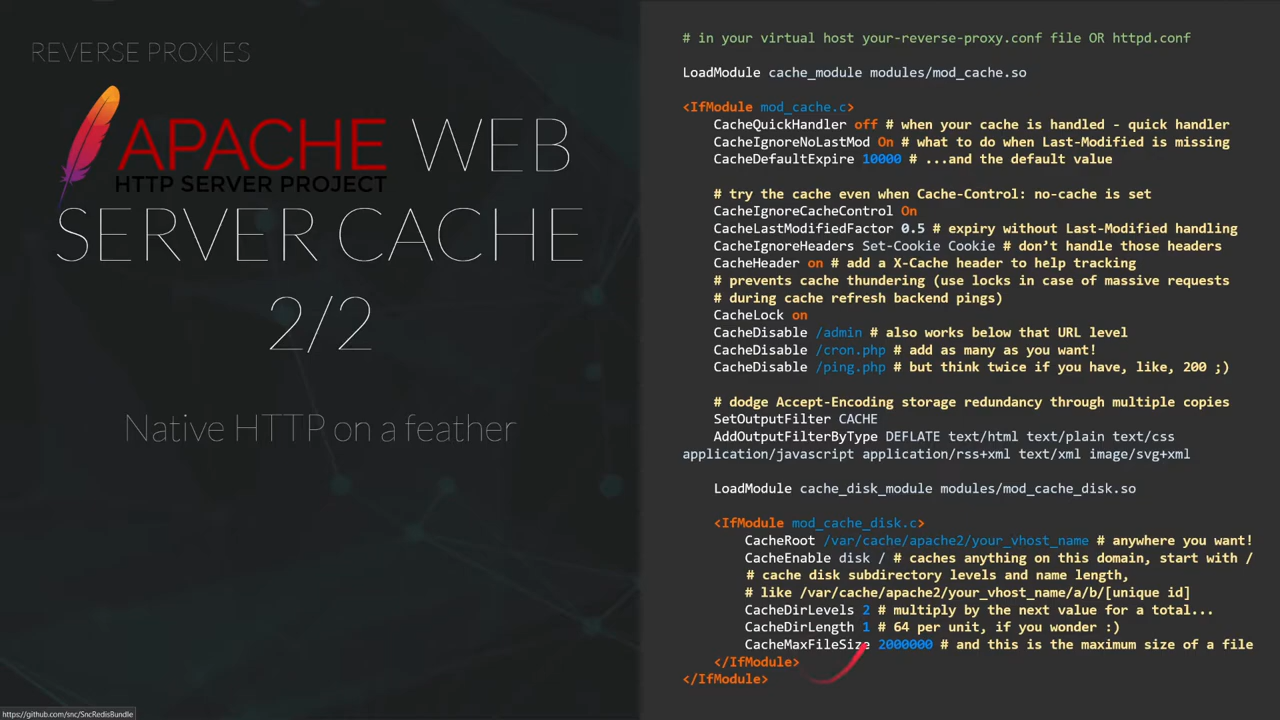 REVERSE PROXIES
APACHE WEB
HTTP SERVER PROJECT
SERVER CACHE
2/2
Native HTTP on a feather
# in your virtual host your-reverse-proxy.conf file OR httpd.conf
LoadModule cache_module modules/mod_cache.so
<IfModule mod_cache.c>
CacheQuickHandler off # when your cache is handled - quick handler
CacheIgnoreNoLastMod On # what to do when Last-Modified is missing
CacheDefaultExpire 10000 # ...and the default value
# try the cache even when Cache-Control: no-cache is set
CacheIgnoreCacheControl On
CacheLastModifiedFactor 0.5 # expiry without Last-Modified handling
CacheIgnoreHeaders Set-Cookie Cookie # don’t handle those headers
CacheHeader on # add a X-Cache header to help tracking
# prevents cache thundering (use locks in case of massive requests
# during cache refresh backend pings)
CacheLock on
CacheDisable /admin # also works below that URL level
CacheDisable /cron.php # add as many as you want!
CacheDisable /ping.php # but think twice if you have, like, 200 ;)
# dodge Accept-Encoding storage redundancy through multiple copies
SetOutputFilter CACHE
AddOutputFilterByType DEFLATE text/html text/plain text/css
application/javascript application/rss+xml text/xml image/svg+xml
LoadModule cache_disk_module modules/mod_cache_disk.so
<IfModule mod_cache_disk.c>
CacheRoot /var/cache/apache2/your_vhost_name # anywhere you want!
CacheEnable disk / # caches anything on this domain, start with /
# cache disk subdirectory levels and name length,
# like /var/cache/apache2/your_vhost_name/a/b/[unique id]
CacheDirLevels 2 # multiply by the next value for a total...
CacheDirLength 1 # 64 per unit, if you wonder :)
CacheMaxFileSize 2000000 # and this is the maximum size of a file
</IfModule>
</IfModule>
https://github.com/snc/SncRedisBundle